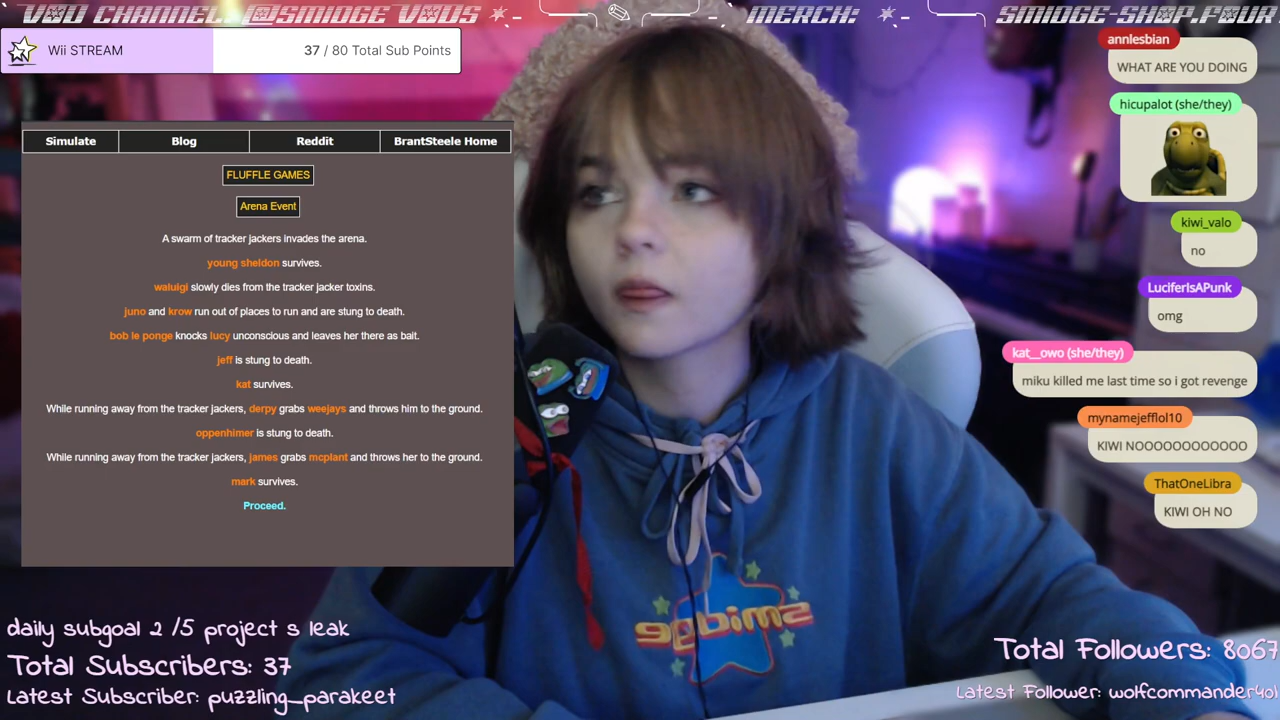 VOD CHANNEL: @SMIDGE VODS
MERCH:
SMIDGE-SHOP.FOUR
Wii STREAM
37 / 80 Total Sub Points
Simulate
Blog
Reddit
BrantSteele Home
FLUFFLE GAMES
Arena Event
A swarm of tracker jackers invades the arena.
young sheldon survives.
waluigi slowly dies from the tracker jacker toxins.
juno and krow run out of places to run and are stung to death.
bob le ponge knocks lucy unconscious and leaves her there as bait.
jeff is stung to death.
kat survives.
While running away from the tracker jackers, derpy grabs weejays and throws him to the ground.
oppenhimer is stung to death.
While running away from the tracker jackers, james grabs mcplant and throws her to the ground.
mark survives.
Proceed.
annlesbian
WHAT ARE YOU DOING
hicupalot (she/they)
kiwi_valo
no
LuciferIsAPunk
omg
kat__owo (she/they)
miku killed me last time so i got revenge
mynamejefflol10
KIWI NOOOOOOOOOOO
ThatOneLibra
KIWI OH NO
smidge
daily subgoal 2 /5 project s leak
Total Subscribers: 37
Latest Subscriber: puzzling_parakeet
Total Followers: 8067
Latest Follower: wolfcommander40l